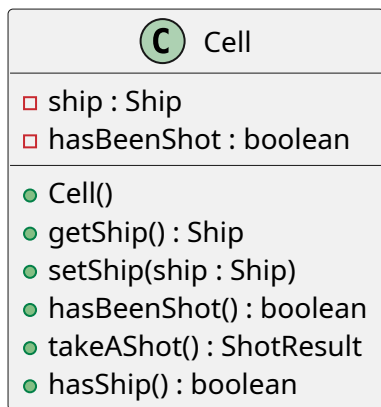 C Cell
ship : Ship
hasBeenShot : boolean
Cell()
getShip() : Ship
setShip(ship : Ship)
hasBeenShot() : boolean
takeAShot() : ShotResult
hasShip() : boolean